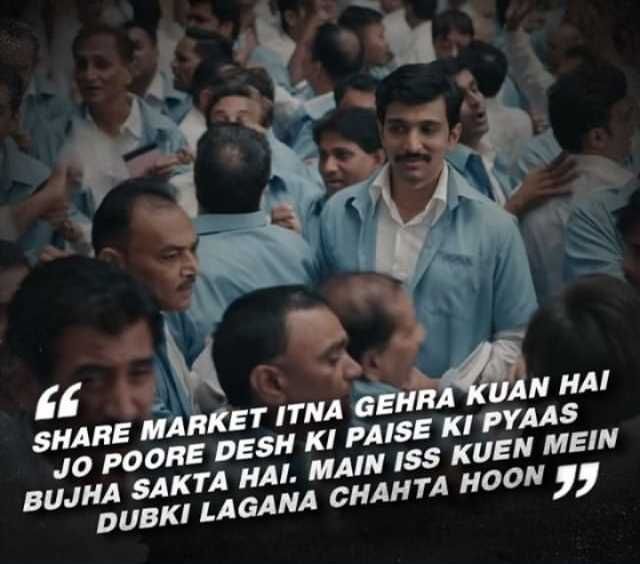 “
SHARE MARKET ITNA GEHRA KUAN HAI
JO POORE DESH KI PAISE KI PYAAS
BUJHA SAKTA HAI. MAIN ISS KUEN MEIN
DUBKI LAGANA CHAHTA HOON ”